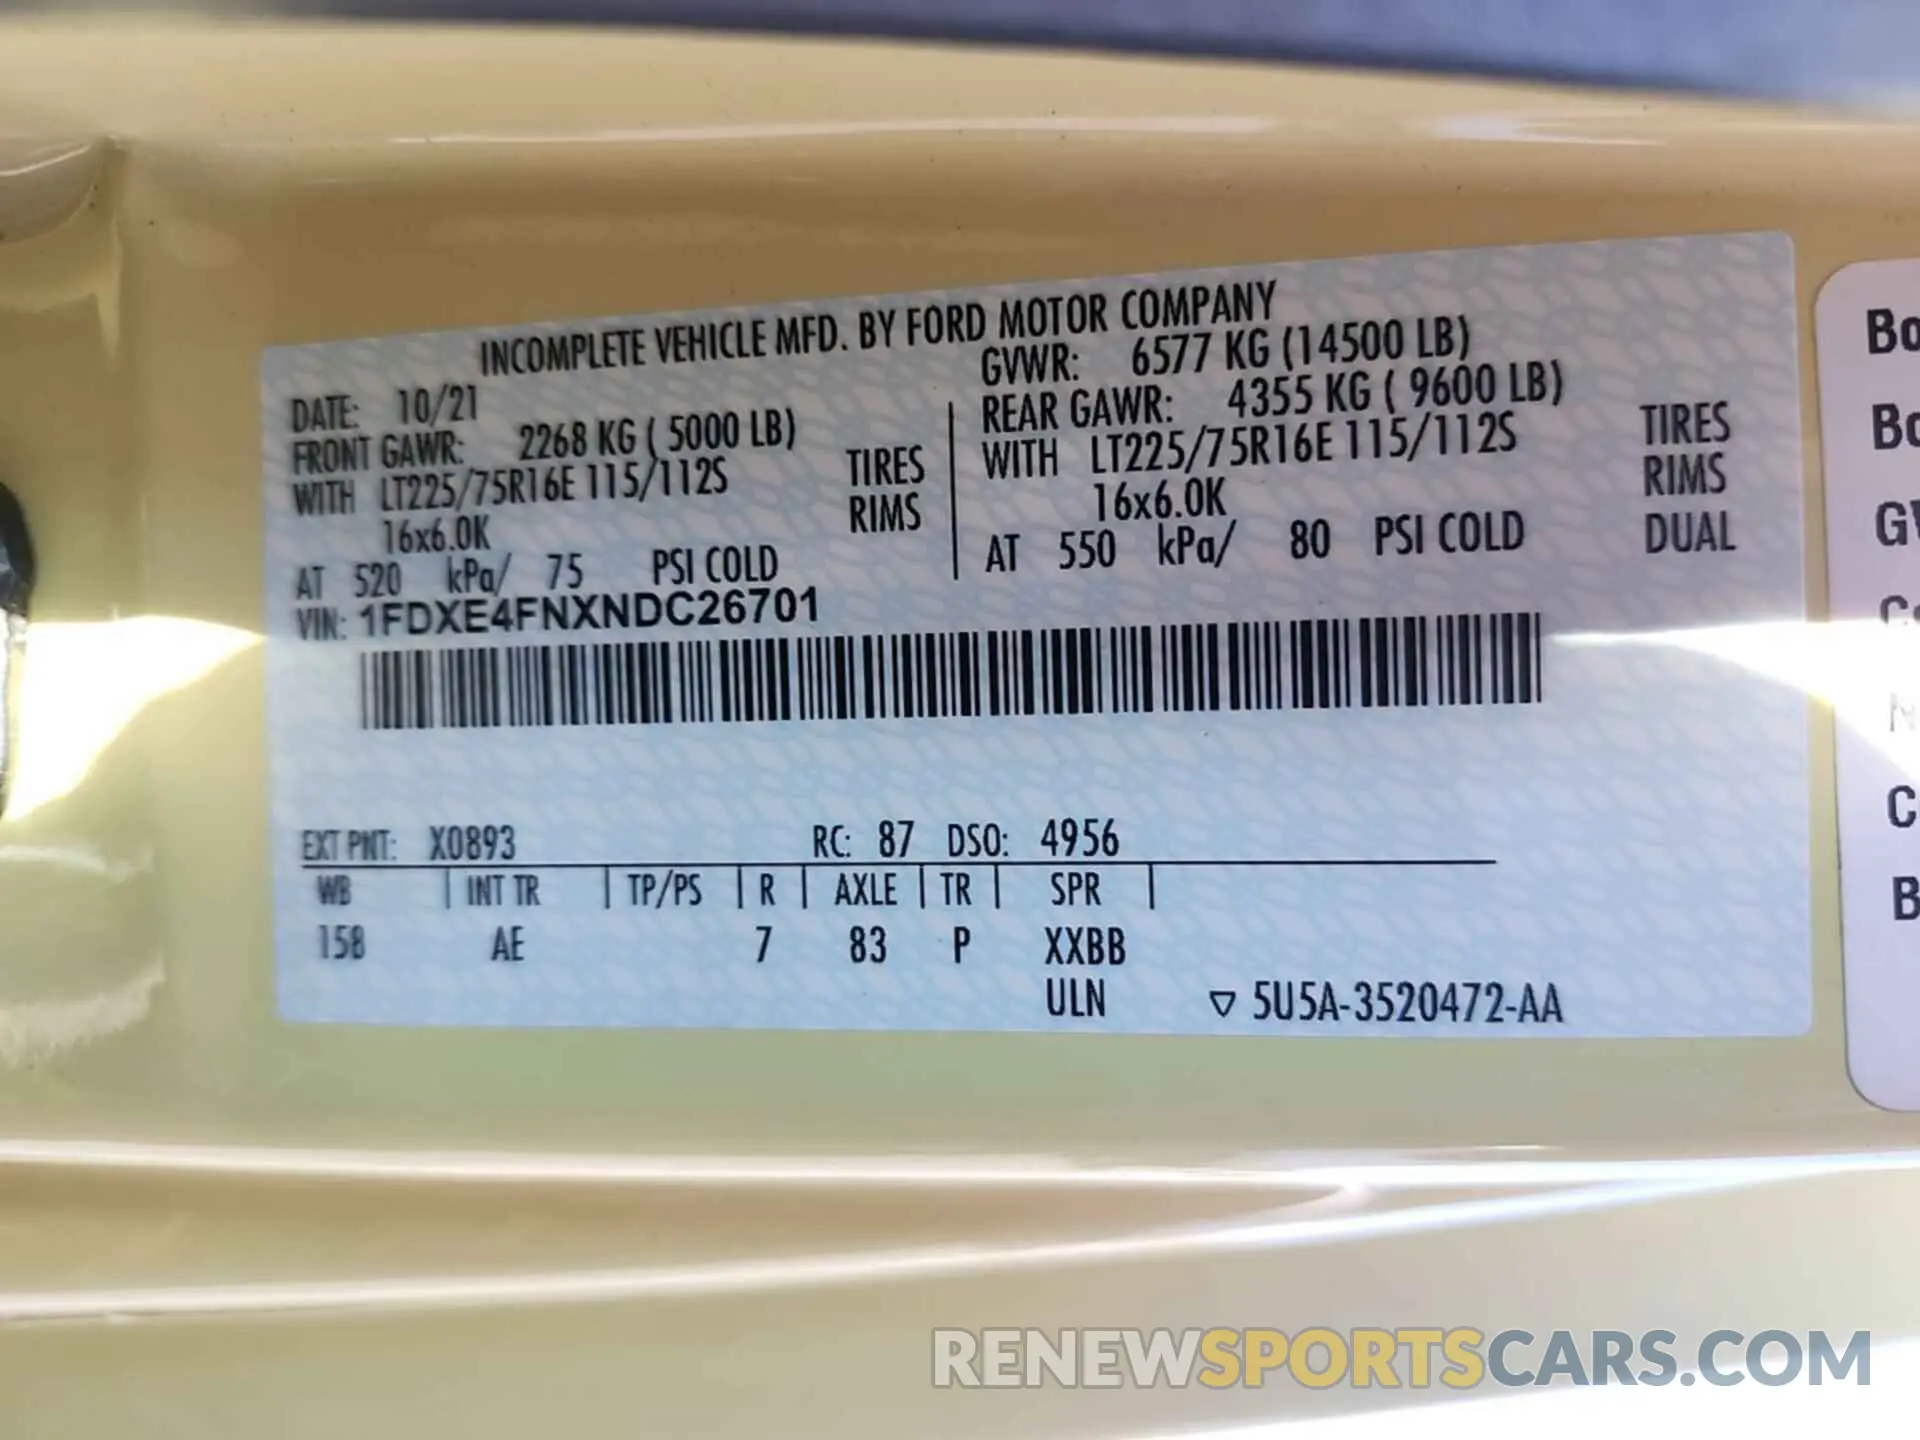 INCOMPLETE VEHICLE MFD. BY FORD MOTOR COMPANY
DATE: 10/21
GVWR: 6577 KG (14500 LB)
FRONT GAWR: 2268 KG ( 5000 LB)
WITH LT225/75R16E 115/112S TIRES
16x6.0K RIMS
AT 520 kPa/ 75 PSI COLD
REAR GAWR: 4355 KG ( 9600 LB)
WITH LT225/75R16E 115/112S TIRES
16x6.0K RIMS
AT 550 kPa/ 80 PSI COLD DUAL
VIN: 1FDXE4FNXNDC26701
EXT PNT: X0893 RC: 87 DSO: 4956
WB | INT TR | TP/PS | R | AXLE | TR | SPR |
158 AE 7 83 P XXBB
ULN ▽ 5U5A-3520472-AA
RENEWSPORTSCARS.COM